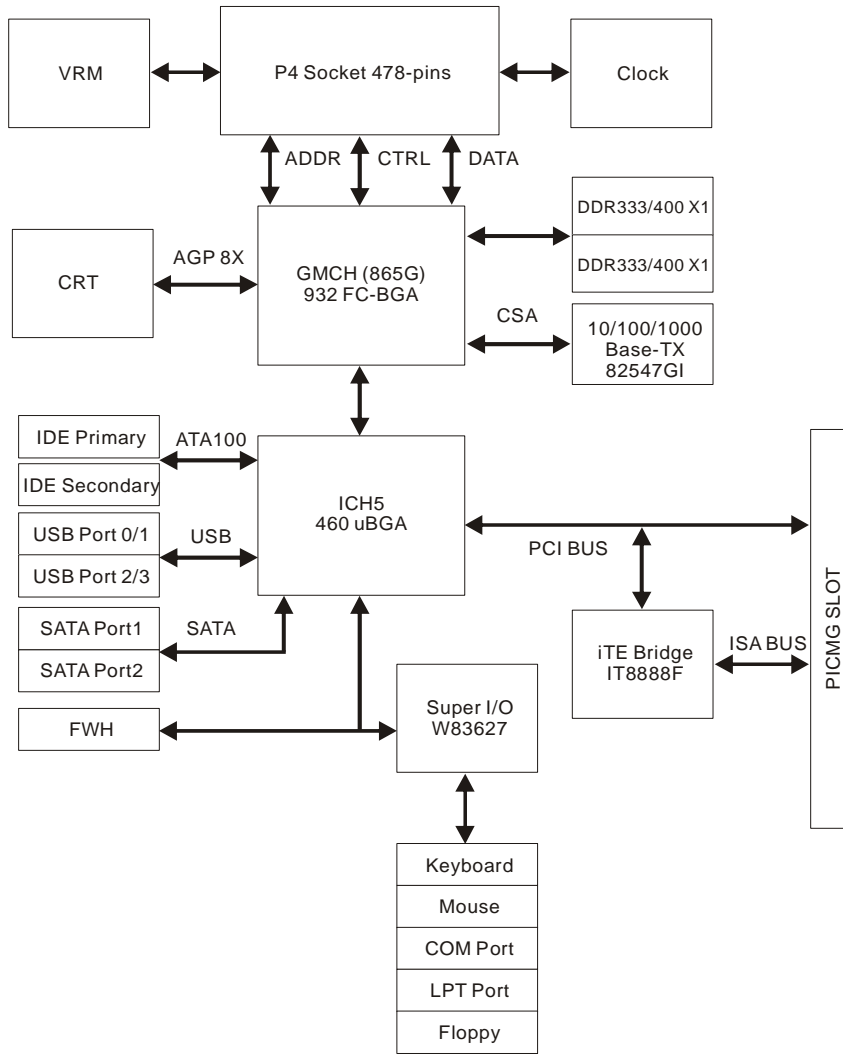 VRM
P4 Socket 478-pins
Clock
ADDR
CTRL
DATA
CRT
AGP 8X
GMCH (865G)
932 FC-BGA
DDR333/400 X1
DDR333/400 X1
CSA
10/100/1000
Base-TX
82547GI
IDE Primary
IDE Secondary
ATA100
USB Port 0/1
USB Port 2/3
USB
ICH5
460 uBGA
PCI BUS
SATA Port1
SATA Port2
SATA
iTE Bridge
IT8888F
ISA BUS
PICMG SLOT
FWH
Super I/O
W83627
Keyboard
Mouse
COM Port
LPT Port
Floppy